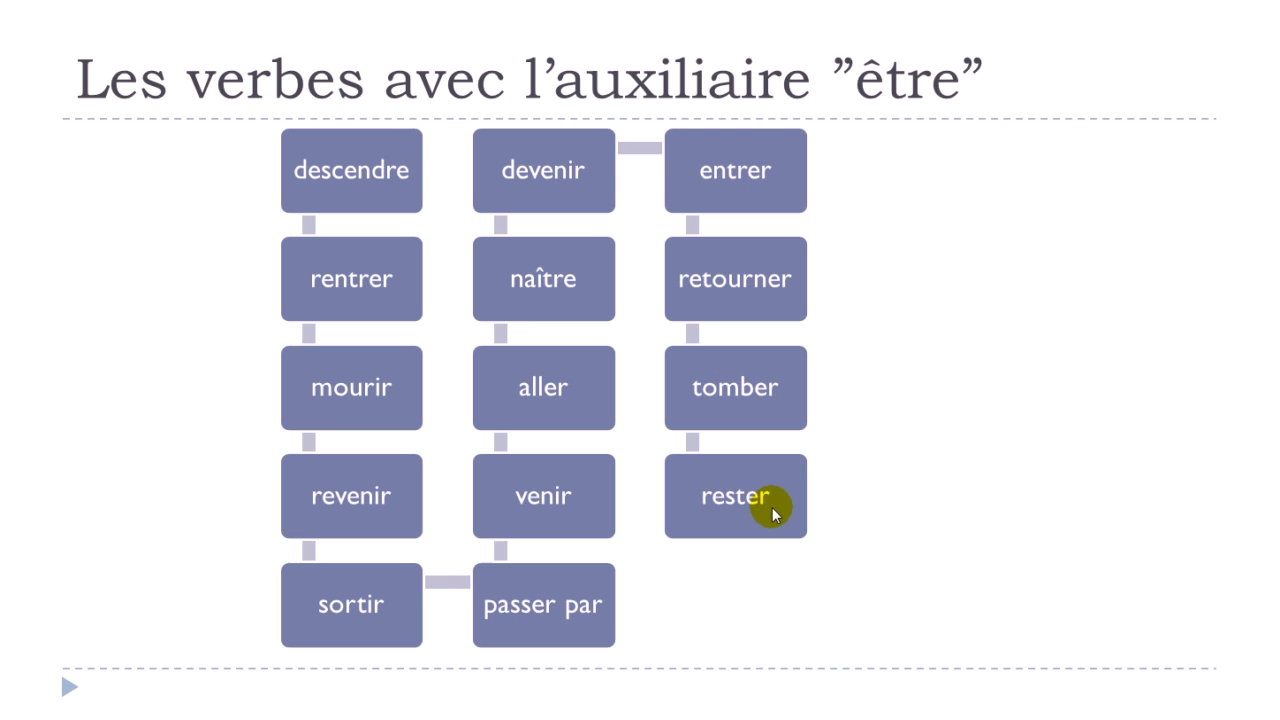 Les verbes avec l’auxiliaire ”être”
descendre
rentrer
mourir
revenir
sortir
passer par
venir
aller
naître
devenir
entrer
retourner
tomber
rester